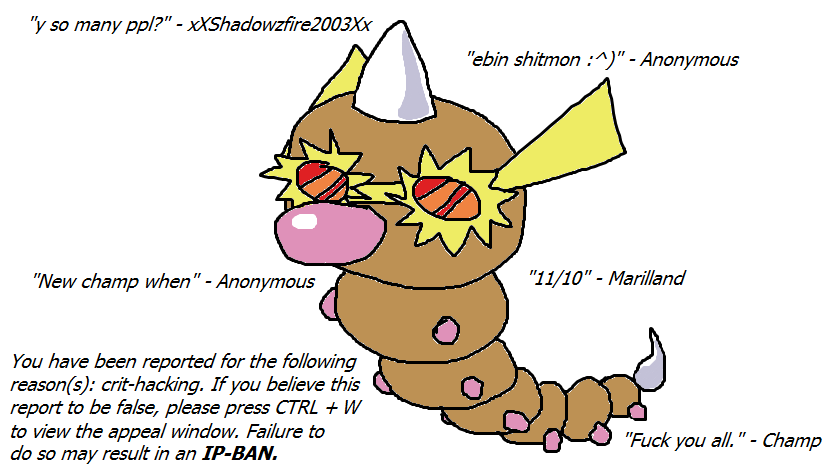 "y so many ppl?" - xXShadowzfire2003Xx
"ebin shitmon :^)" - Anonymous
"New champ when" - Anonymous
"11/10" - Marilland
You have been reported for the following
reason(s): crit-hacking. If you believe this
report to be false, please press CTRL + W
to view the appeal window. Failure to
do so may result in an IP-BAN.
"Fuck you all." - Champ